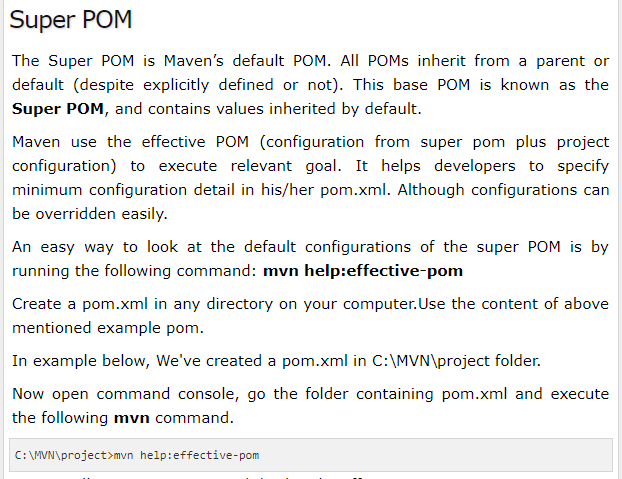 Super POM
The Super POM is Maven’s default POM. All POMs inherit from a parent or
default (despite explicitly defined or not). This base POM is known as the
Super POM, and contains values inherited by default.
Maven use the effective POM (configuration from super pom plus project
configuration) to execute relevant goal. It helps developers to specify
minimum configuration detail in his/her pom.xml. Although configurations can
be overridden easily.
An easy way to look at the default configurations of the super POM is by
running the following command: mvn help:effective-pom
Create a pom.xml in any directory on your computer.Use the content of above
mentioned example pom.
In example below, We've created a pom.xml in C:\MVN\project folder.
Now open command console, go the folder containing pom.xml and execute
the following mvn command.
C:\MVN\project>mvn help:effective-pom